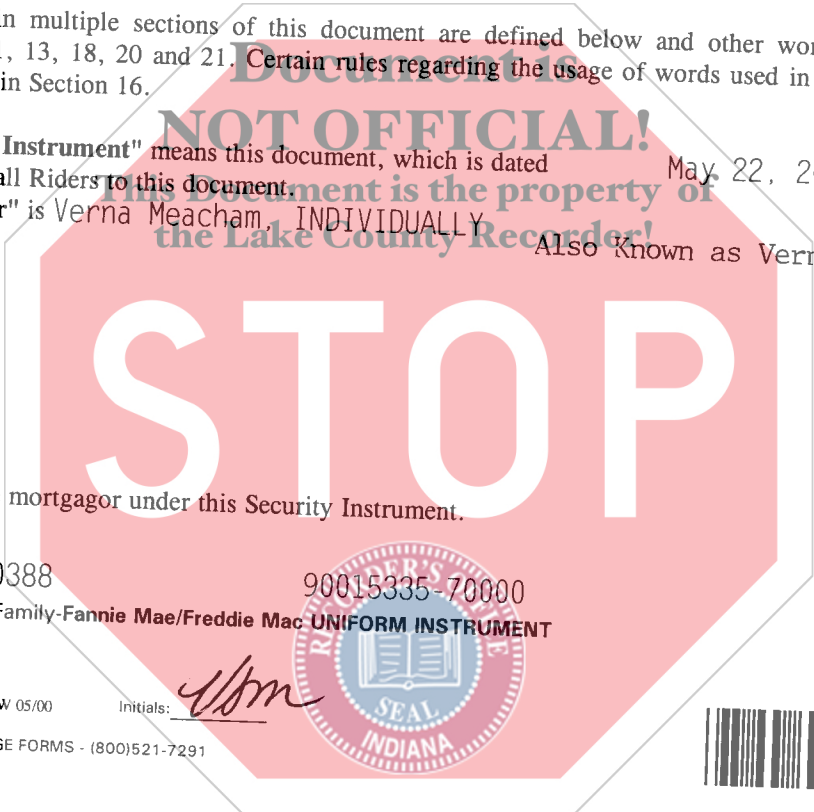 n multiple sections of this document are defined below and other wor
, 13, 18, 20 and 21. Certain rules regarding the usage of words used in
in Section 16.
Document is
NOT OFFICIAL!
This Document is the property of
the Lake County Recorder!
Instrument" means this document, which is dated May 22, 2
all Riders to this document.
r" is Verna Meacham, INDIVIDUALLY
Also Known as Vern
STOP
mortgagor under this Security Instrument.
0388 90015335-70000
Family-Fannie Mae/Freddie Mac UNIFORM INSTRUMENT
RECORDER'S OFFICE
SEAL
INDIANA
W 05/00 Initials: VSM
GE FORMS - (800)521-7291